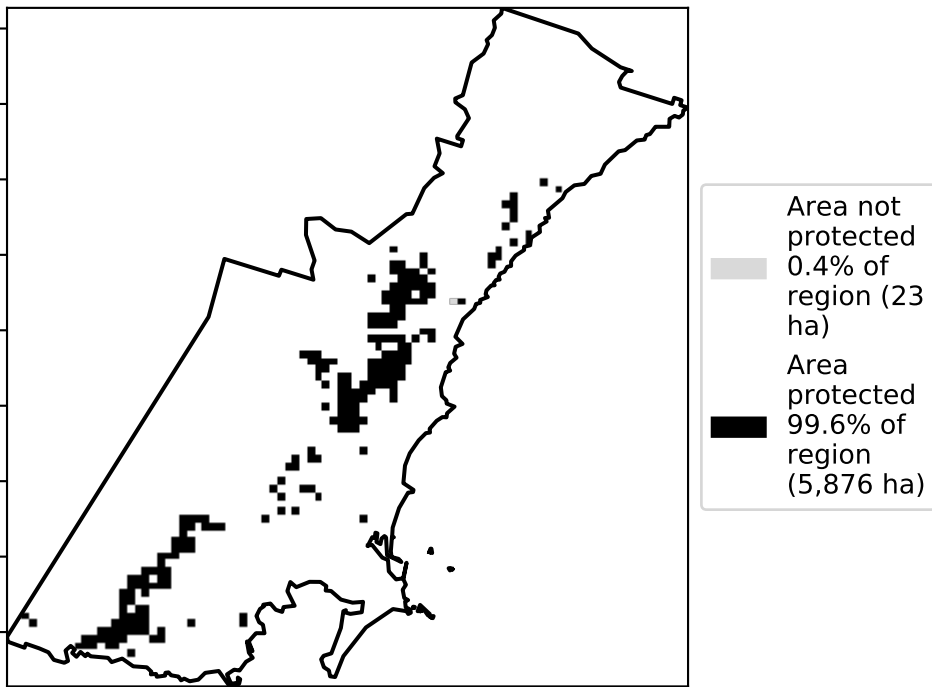 Area not
protected
0.4% of
region (23
ha)
Area
protected
99.6% of
region
(5,876 ha)